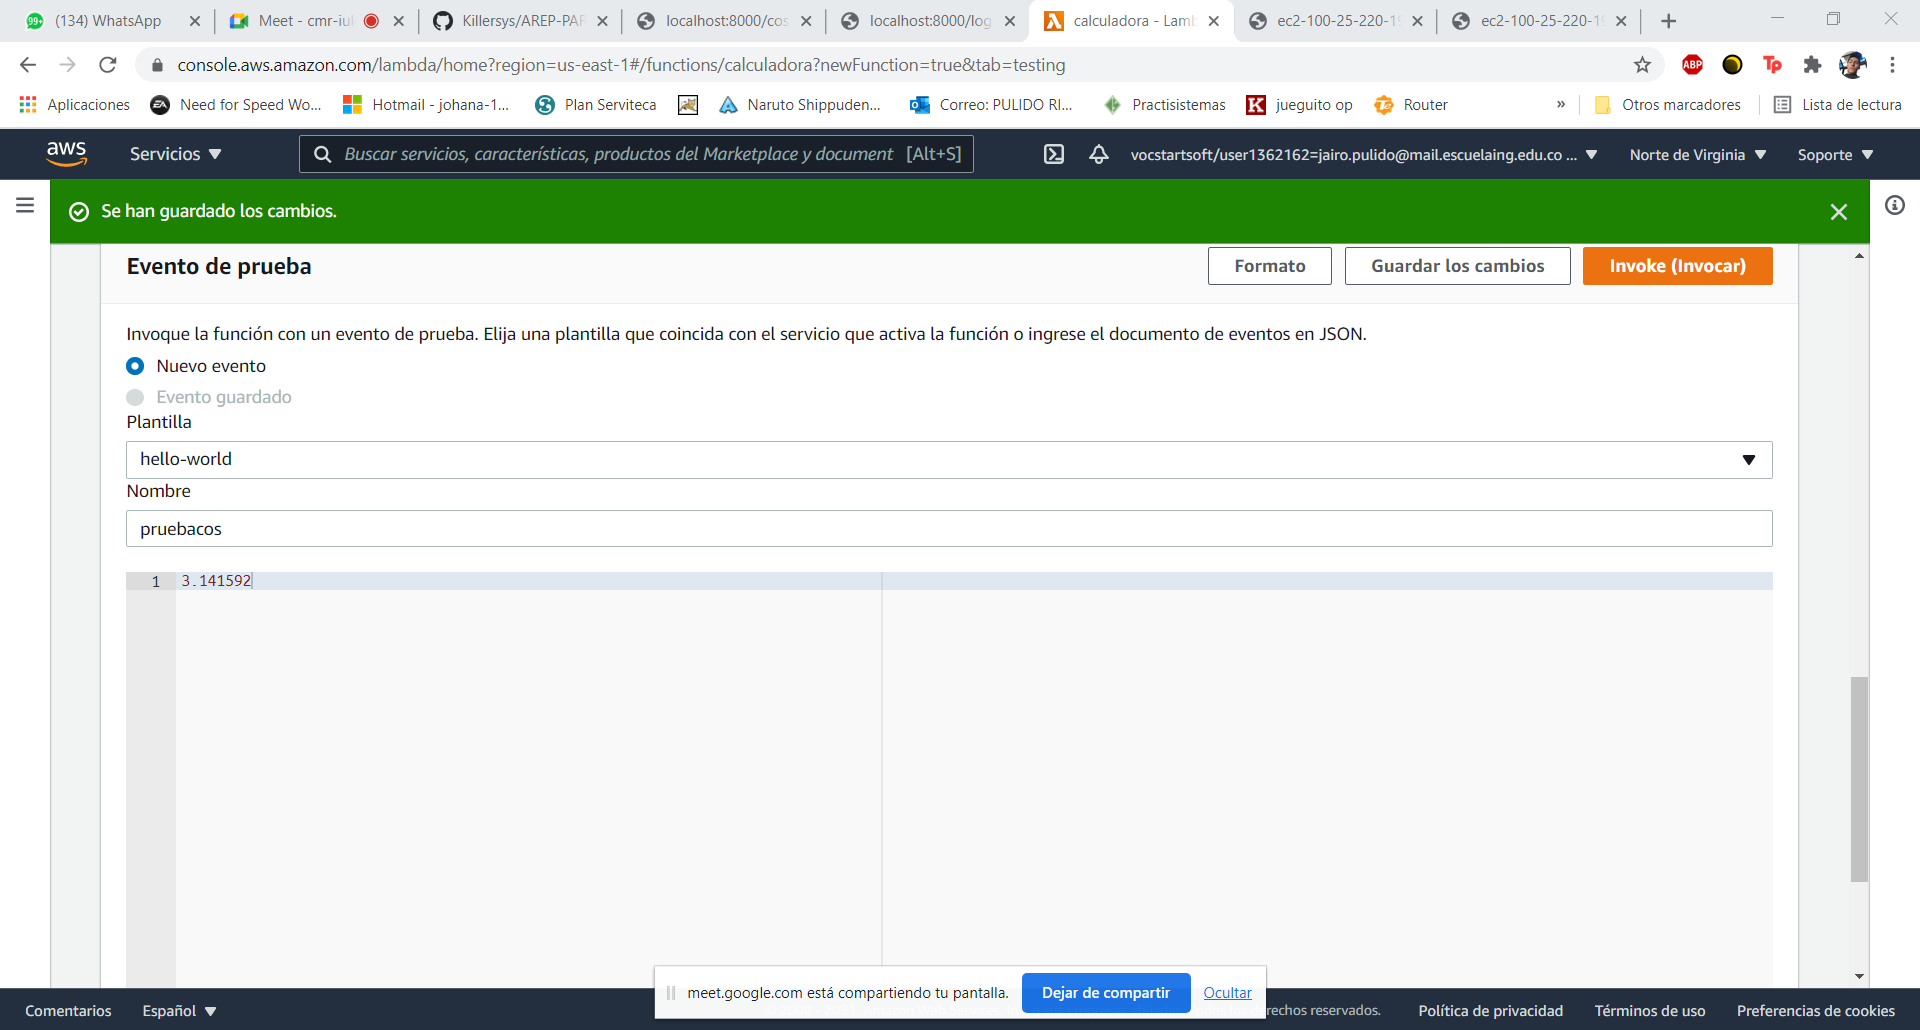 (134) WhatsApp
Meet - cmr-iul
Killersys/AREP-PAR
localhost:8000/cos
localhost:8000/log
calculadora - Lamb
ec2-100-25-220-19
ec2-100-25-220-19
console.aws.amazon.com/lambda/home?region=us-east-1#/functions/calculadora?newFunction=true&tab=testing
ABP
Tp
Aplicaciones
Need for Speed Wo...
Hotmail - johana-1...
Plan Serviteca
Naruto Shippuden...
Correo: PULIDO RI...
Practisistemas
jueguito op
Router
»
Otros marcadores
Lista de lectura
aws
Servicios
Buscar servicios, características, productos del Marketplace y document [Alt+S]
vocstartsoft/user1362162=jairo.pulido@mail.escuelaing.edu.co ...
Norte de Virginia
Soporte
Se han guardado los cambios.
Evento de prueba
Formato
Guardar los cambios
Invoke (Invocar)
Invoque la función con un evento de prueba. Elija una plantilla que coincida con el servicio que activa la función o ingrese el documento de eventos en JSON.
Nuevo evento
Evento guardado
Plantilla
hello-world
Nombre
pruebacos
1 3.141592
meet.google.com está compartiendo tu pantalla.
Dejar de compartir
Ocultar
Comentarios
Español
rechos reservados.
Política de privacidad
Términos de uso
Preferencias de cookies